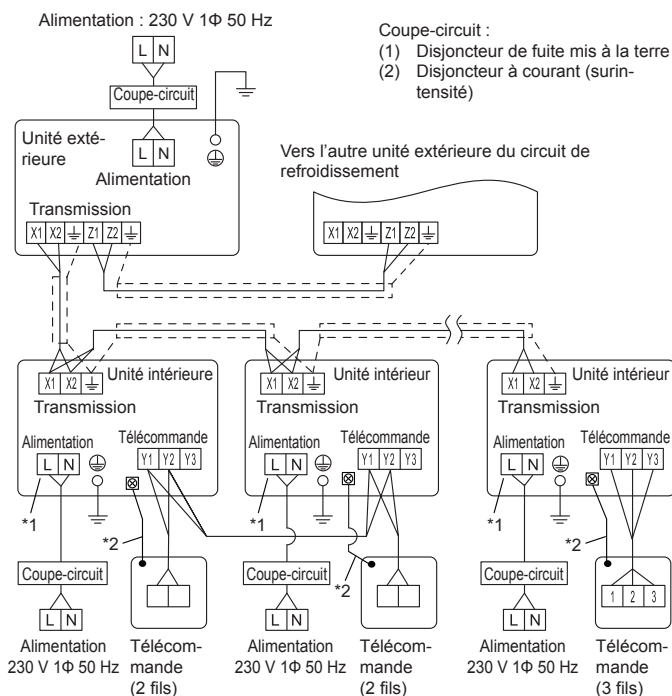 Alimentation : 230 V 1Φ 50 Hz
L N
Coupe-circuit
Coupe-circuit :
(1) Disjoncteur de fuite mis à la terre
(2) Disjoncteur à courant (surin-
tensité)
Unité exté-
rieure
L N
Alimentation
Transmission
X1 X2 Z1 Z2
Vers l'autre unité extérieure du circuit de
refroidissement
X1 X2 Z1 Z2
X1 X2
Unité intérieure
Transmission
Alimentation
L N
Télécommande
Y1 Y2 Y3
*1
*2
Coupe-circuit
L N
Alimentation
230 V 1Φ 50 Hz
Télécom-
mande
(2 fils)
X1 X2
Unité intérieur
Transmission
Alimentation
L N
Télécommande
Y1 Y2 Y3
*1
*2
Coupe-circuit
L N
Alimentation
230 V 1Φ 50 Hz
Télécom-
mande
(2 fils)
X1 X2
Unité intérieur
Transmission
Alimentation
L N
Télécommande
Y1 Y2 Y3
*1
*2
Coupe-circuit
1 2 3
L N
Alimentation
230 V 1Φ 50 Hz
Télécom-
mande
(3 fils)